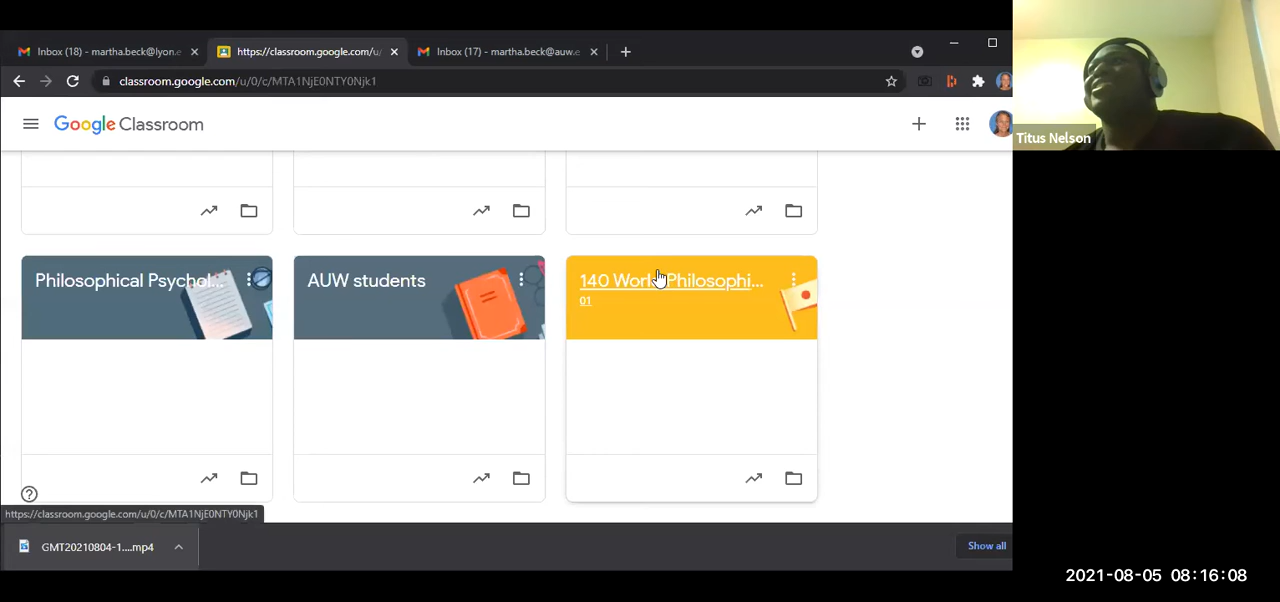 Inbox (18) - martha.beck@lyon.e
https://classroom.google.com/u/
Inbox (17) - martha.beck@auw.e
classroom.google.com/u/0/c/MTA1NjE0NTY0Njk1
Google Classroom
Titus Nelson
Philosophical Psychol...
AUW students
140 World Philosophi...
01
https://classroom.google.com/u/0/c/MTA1NjE0NTY0Njk1
GMT20210804-1....mp4
Show all
2021-08-05 08:16:08